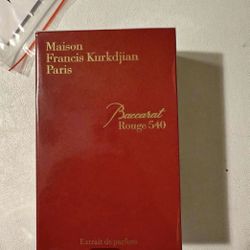 Maison
Francis Kurkdjian
Paris
Baccarat
Rouge 540
Extrait de parfum